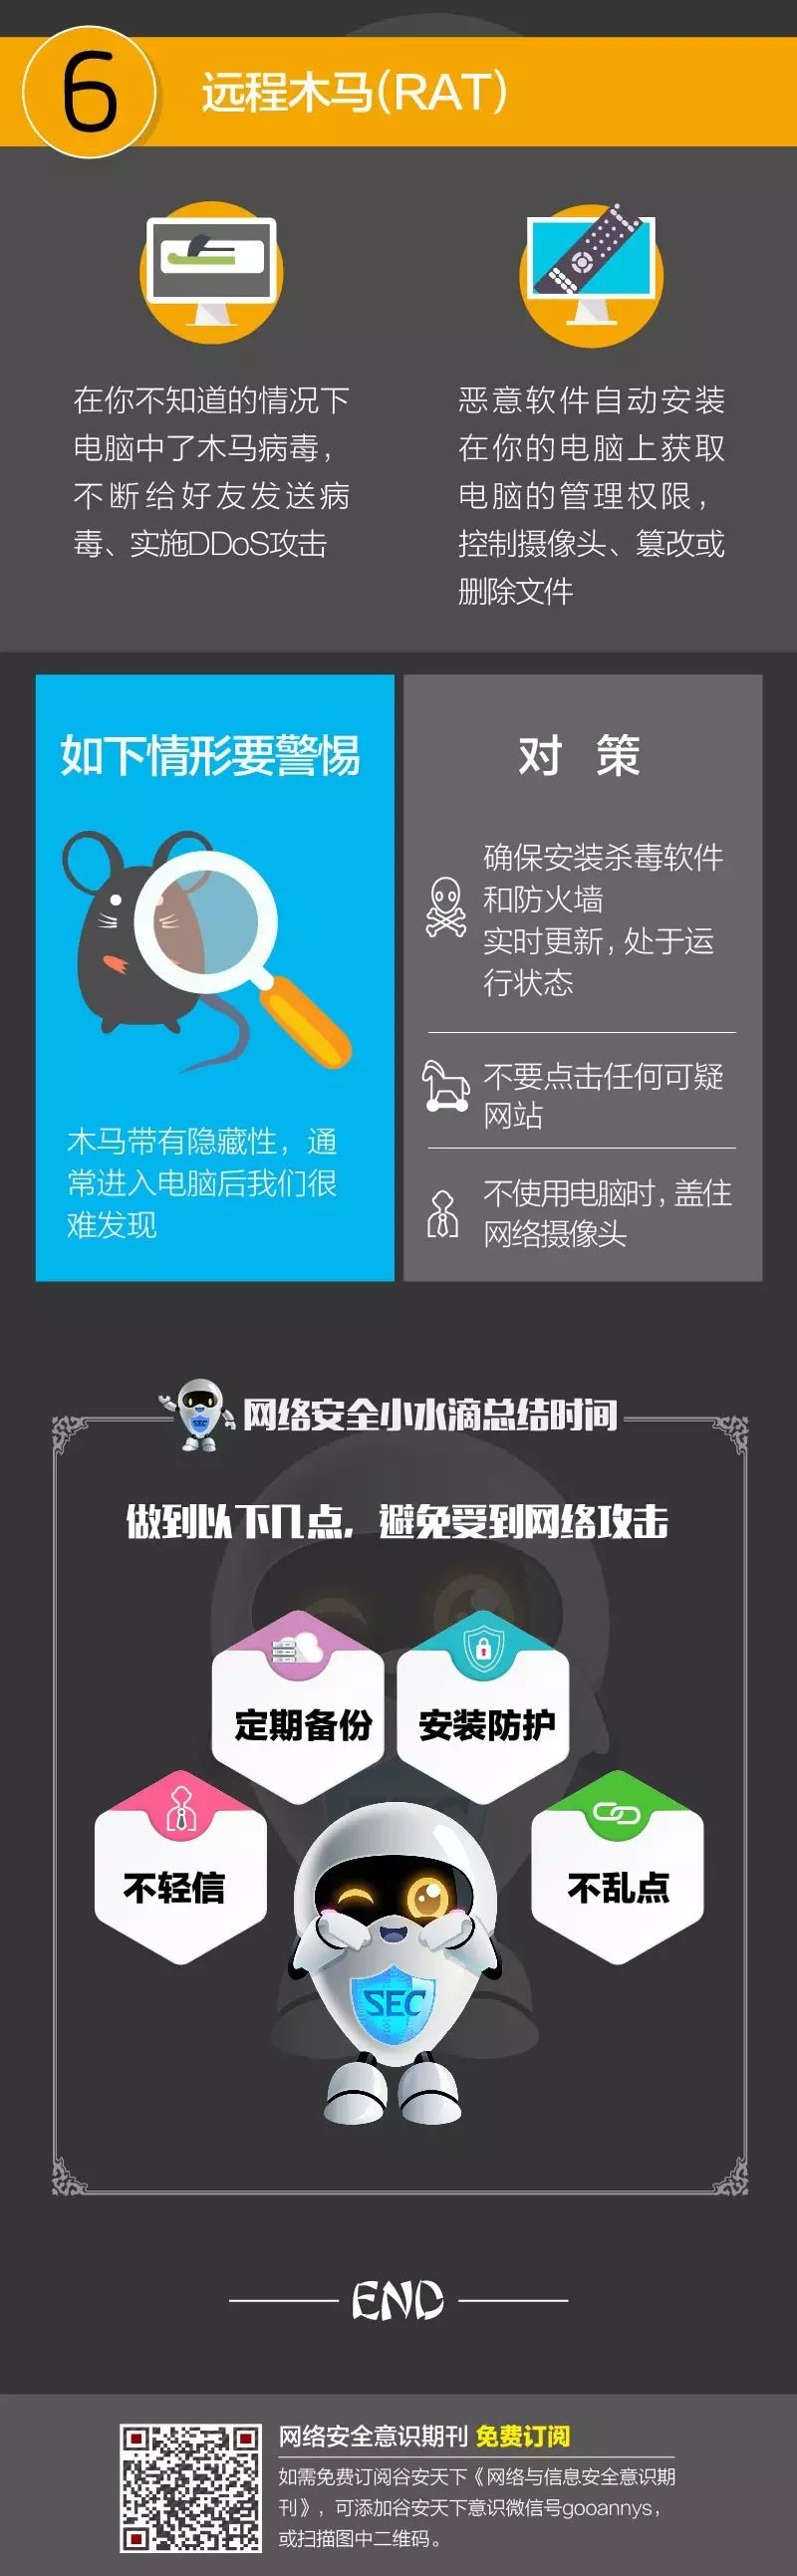 6
远程木马(RAT)
在你不知道的情况下
电脑中了木马病毒，
不断给好友发送病
毒、实施DDoS攻击
恶意软件自动安装
在你的电脑上获取
电脑的管理权限，
控制摄像头、篡改或
删除文件
如下情形要警惕
木马带有隐藏性，通
常进入电脑后我们很
难发现
对 策
确保安装杀毒软件
和防火墙
实时更新，处于运
行状态
不要点击任何可疑
网站
不使用电脑时，盖住
网络摄像头
SEC
网络安全小水滴总结时间
做到以下几点，避免受到网络攻击
定期备份
安装防护
不轻信
不乱点
SEC
SEC
END
网络安全意识期刊 免费订阅
如需免费订阅谷安天下《网络与信息安全意识期
刊》，可添加谷安天下意识微信号gooannys，
或扫描图中二维码。